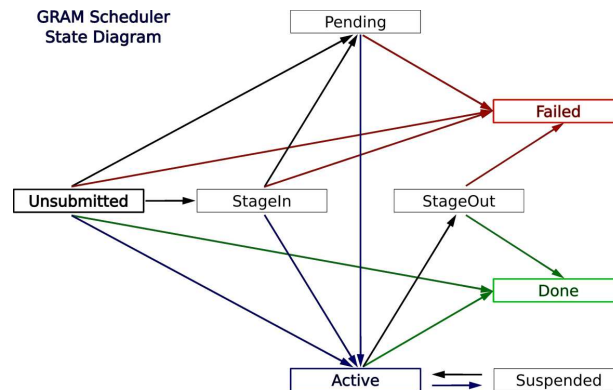 GRAM Scheduler
State Diagram
Pending
Failed
Unsubmitted
StageIn
StageOut
Done
Active
Suspended